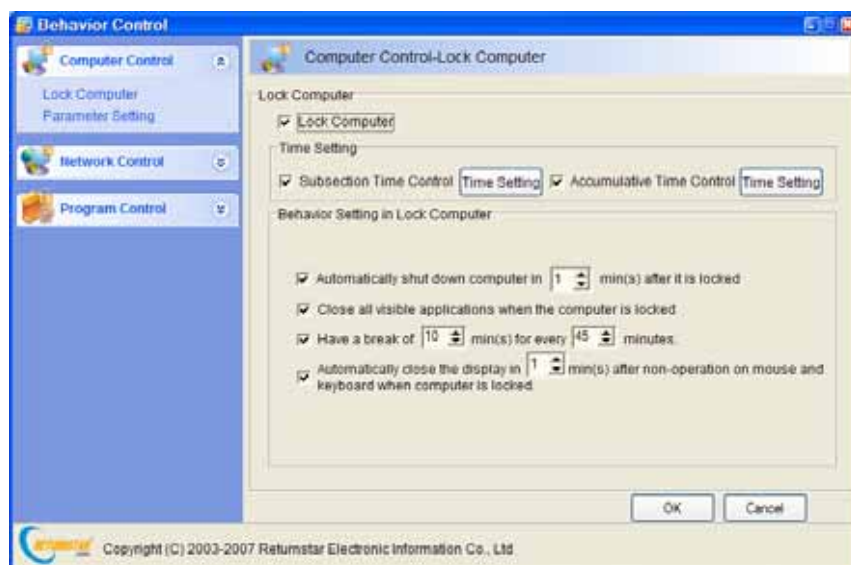 Behavior Control
Computer Control
Lock Computer
Parameter Setting
Network Control
Program Control
Computer Control-Lock Computer
Lock Computer
Lock Computer
Time Setting
Subsection Time Control Time Setting Accumulative Time Control Time Setting
Behavior Setting in Lock Computer
Automatically shut down computer in 1 min(s) after it is locked
Close all visible applications when the computer is locked
Have a break of 10 min(s) for every 45 minutes.
Automatically close the display in 1 min(s) after non-operation on mouse and
keyboard when computer is locked.
OK Cancel
RETURNSTAR Copyright (C) 2003-2007 Returnstar Electronic Information Co., Ltd